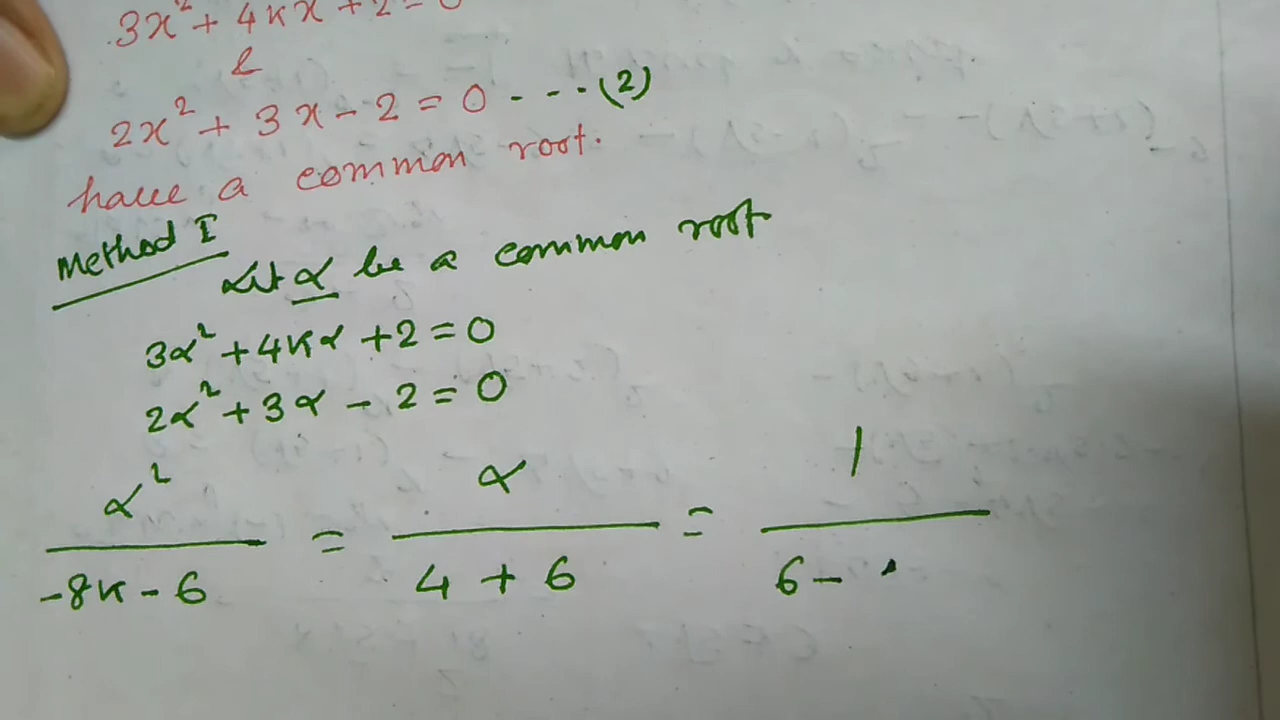 3x² + 4kx + 2 = 0
&
2x² + 3x - 2 = 0 - - - (2)
have a common root.
Method I
Let α be a common root
3α² + 4kα + 2 = 0
2α² + 3α - 2 = 0
α² / -8k - 6 = α / 4 + 6 = 1 / 6 -